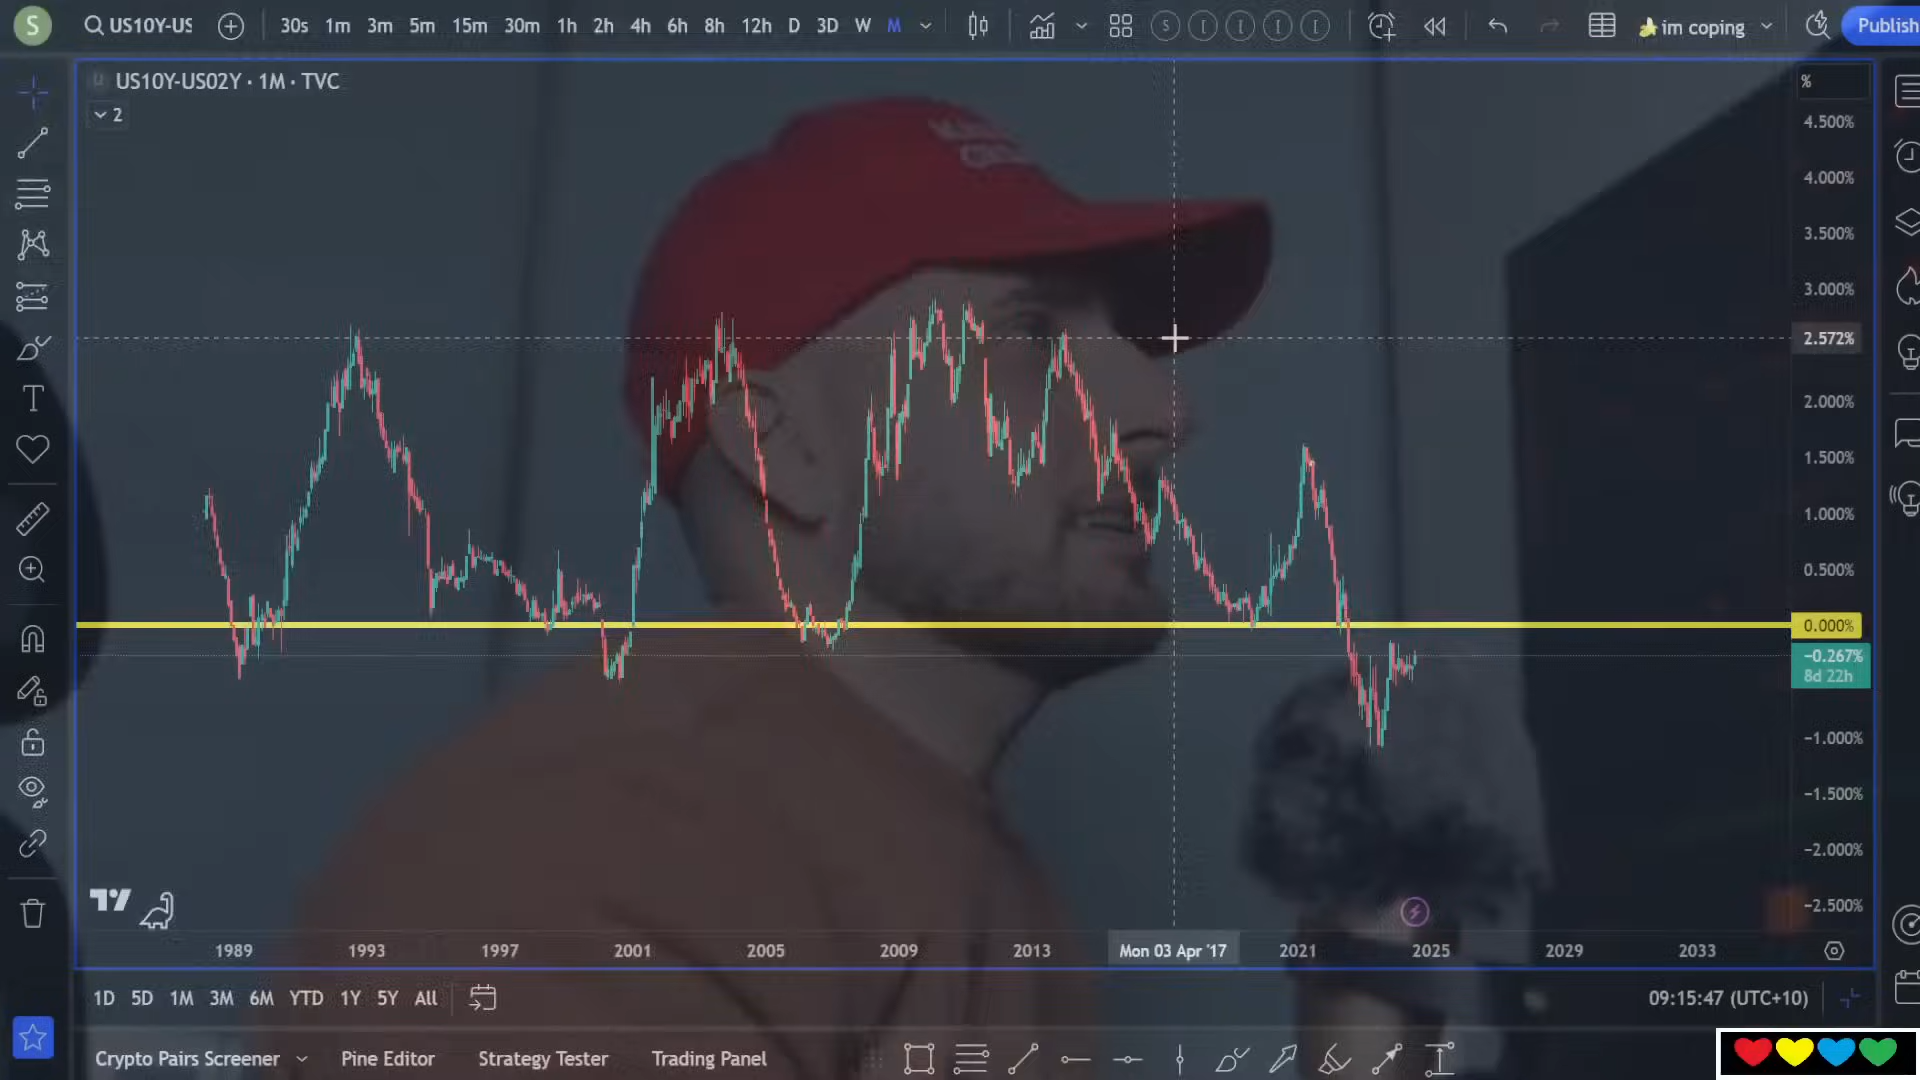 S US10Y-US 30s 1m 3m 5m 15m 30m 1h 2h 4h 6h 8h 12h D 3D W M im coping Publish
US10Y-US02Y · 1M · TVC
2
%
4.500%
4.000%
3.500%
3.000%
2.572%
2.000%
1.500%
1.000%
0.500%
0.000%
−0.267%
8d 22h
−1.000%
−1.500%
−2.000%
−2.500%
1989 1993 1997 2001 2005 2009 2013 Mon 03 Apr '17 2021 2025 2029 2033
1D 5D 1M 3M 6M YTD 1Y 5Y All 09:15:47 (UTC+10)
Crypto Pairs Screener Pine Editor Strategy Tester Trading Panel